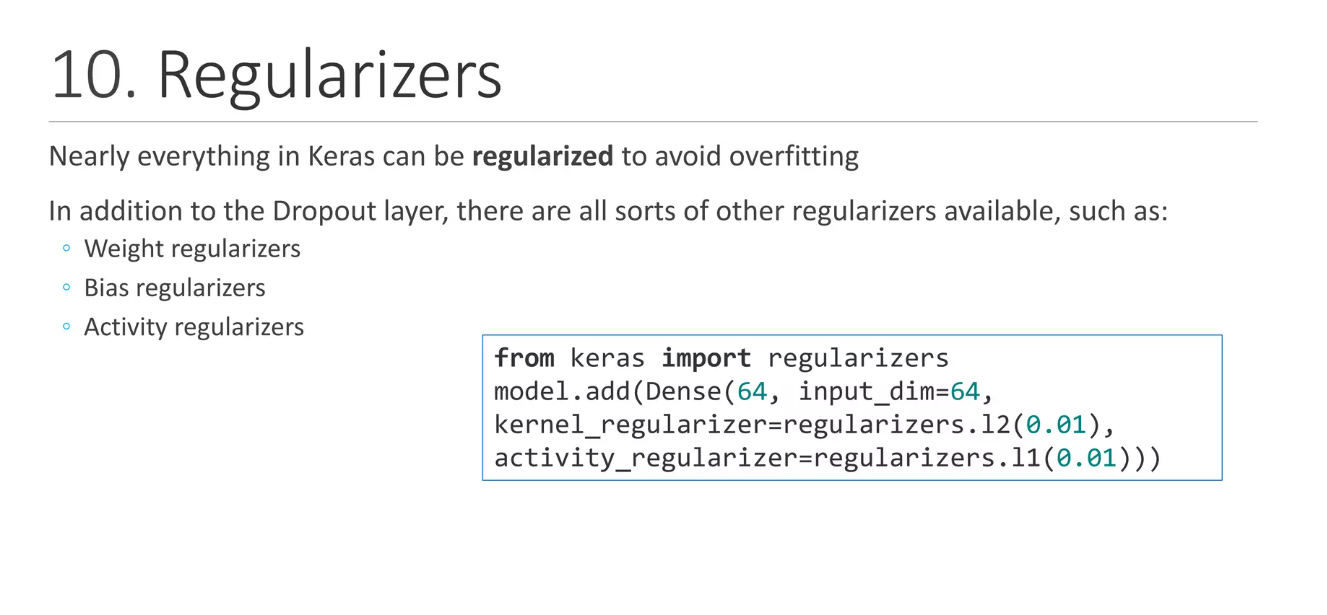 10. Regularizers
Nearly everything in Keras can be regularized to avoid overfitting
In addition to the Dropout layer, there are all sorts of other regularizers available, such as:
◦ Weight regularizers
◦ Bias regularizers
◦ Activity regularizers
from keras import regularizers
model.add(Dense(64, input_dim=64,
kernel_regularizer=regularizers.l2(0.01),
activity_regularizer=regularizers.l1(0.01)))